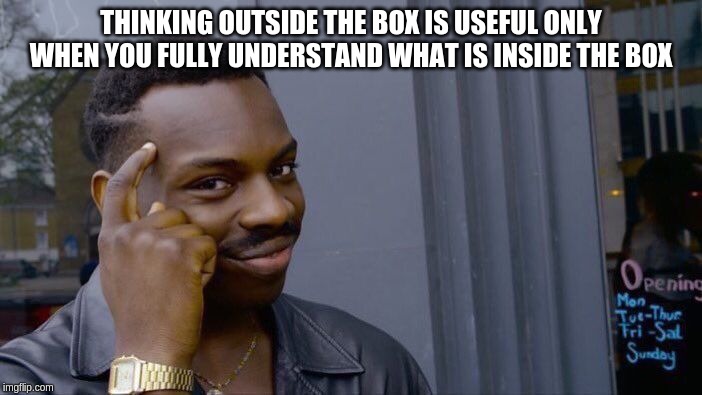 THINKING OUTSIDE THE BOX IS USEFUL ONLY
WHEN YOU FULLY UNDERSTAND WHAT IS INSIDE THE BOX
Opening
Mon
Tue-Thur
Fri-Sat
Sunday
imgflip.com